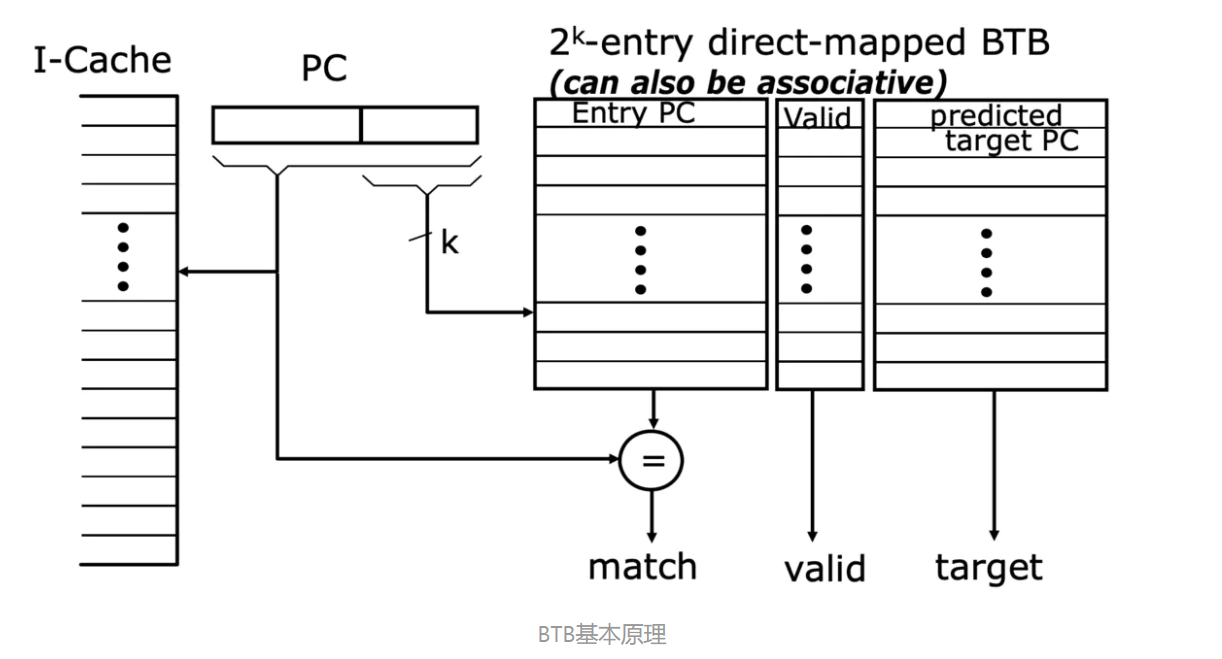 I-Cache
PC
2ᵏ-entry direct-mapped BTB
(can also be associative)
Entry PC
Valid
predicted
target PC
k
=
match
valid
target
BTB基本原理